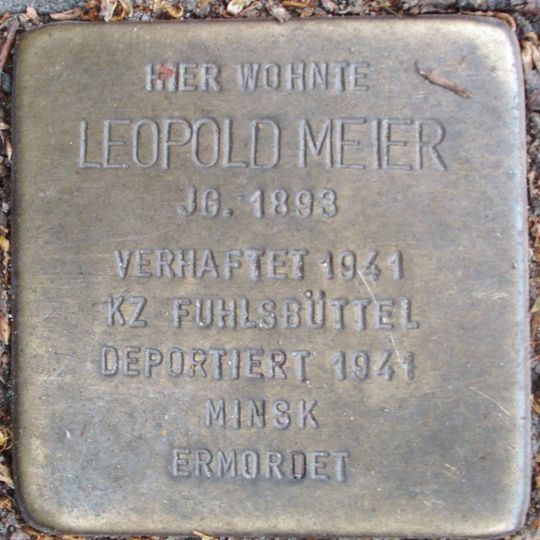 HIER WOHNTE
LEOPOLD MEIER
JG. 1893
VERHAFTET 1941
KZ FUHLSBÜTTEL
DEPORTIERT 1941
MINSK
ERMORDET